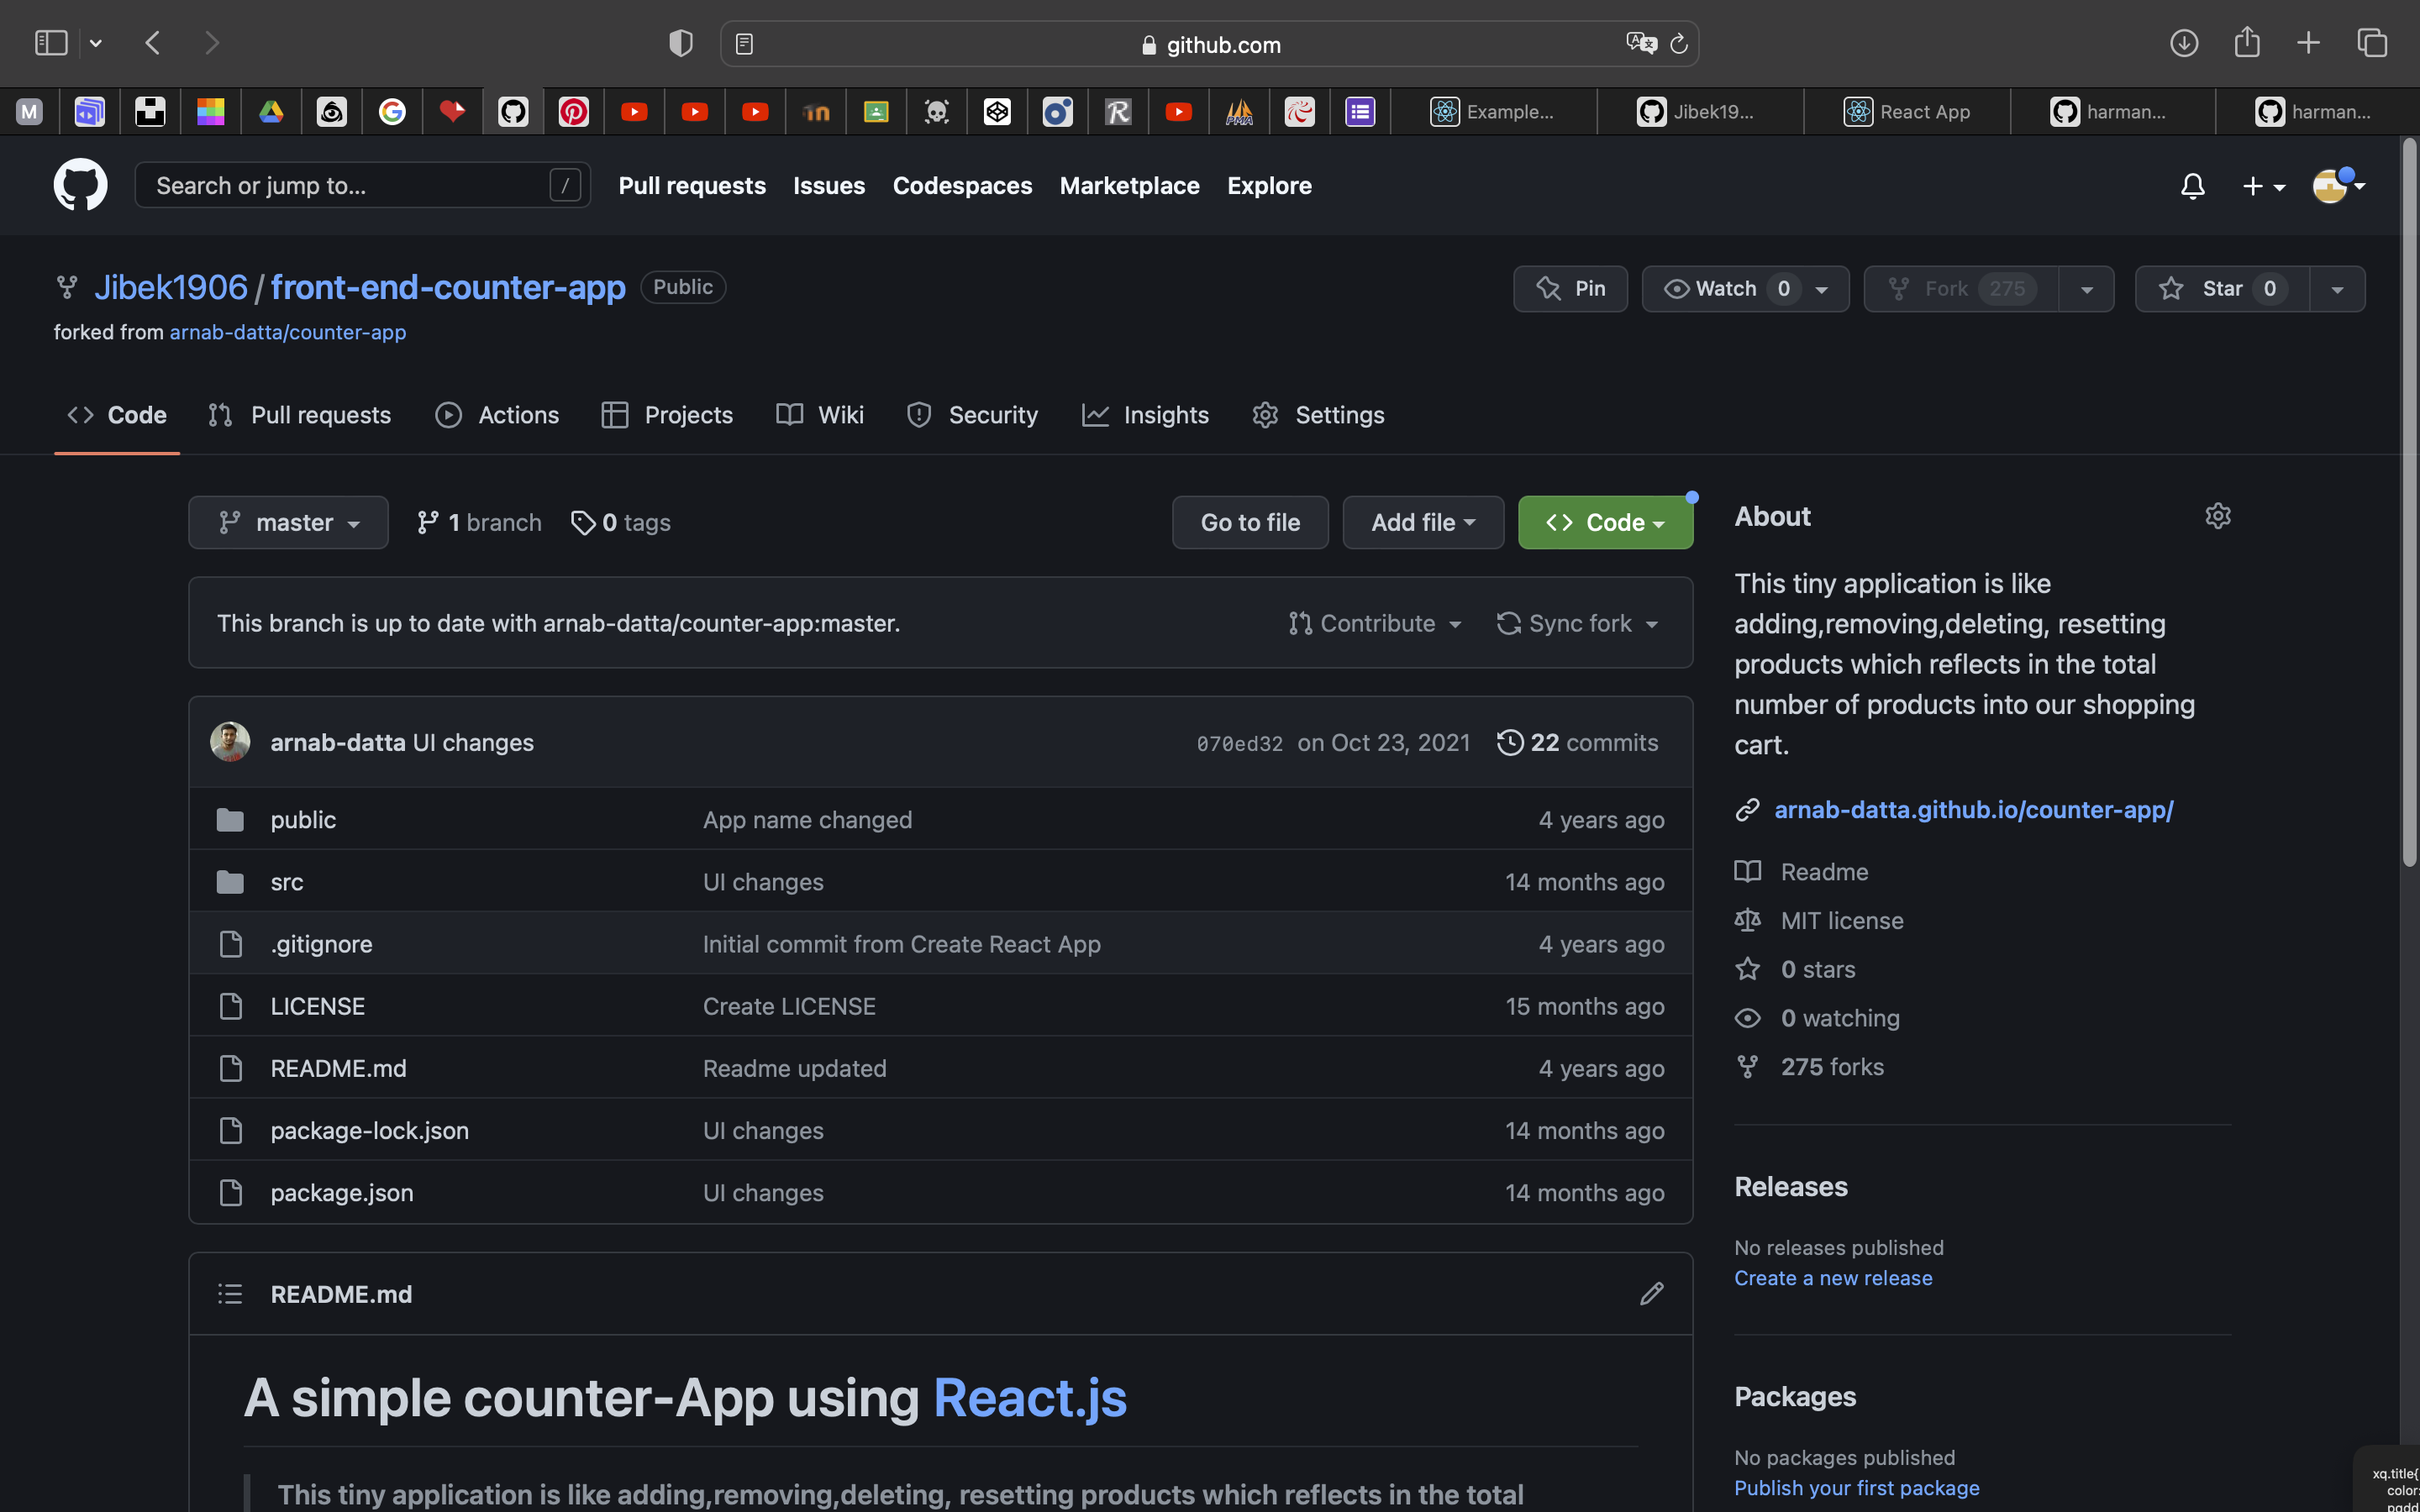 github.com
M
Example...
Jibek19...
React App
harman...
harman...
Search or jump to... /
Pull requests Issues Codespaces Marketplace Explore
Jibek1906 / front-end-counter-app Public
Pin Watch 0 Fork 275 Star 0
forked from arnab-datta/counter-app
Code Pull requests Actions Projects Wiki Security Insights Settings
master 1 branch 0 tags Go to file Add file Code
This branch is up to date with arnab-datta/counter-app:master. Contribute Sync fork
arnab-datta UI changes 070ed32 on Oct 23, 2021 22 commits
public App name changed 4 years ago
src UI changes 14 months ago
.gitignore Initial commit from Create React App 4 years ago
LICENSE Create LICENSE 15 months ago
README.md Readme updated 4 years ago
package-lock.json UI changes 14 months ago
package.json UI changes 14 months ago
README.md
A simple counter-App using React.js
This tiny application is like adding,removing,deleting, resetting products which reflects in the total
About
This tiny application is like
adding,removing,deleting, resetting
products which reflects in the total
number of products into our shopping
cart.
arnab-datta.github.io/counter-app/
Readme
MIT license
0 stars
0 watching
275 forks
Releases
No releases published
Create a new release
Packages
No packages published
Publish your first package
xq.title{
color: